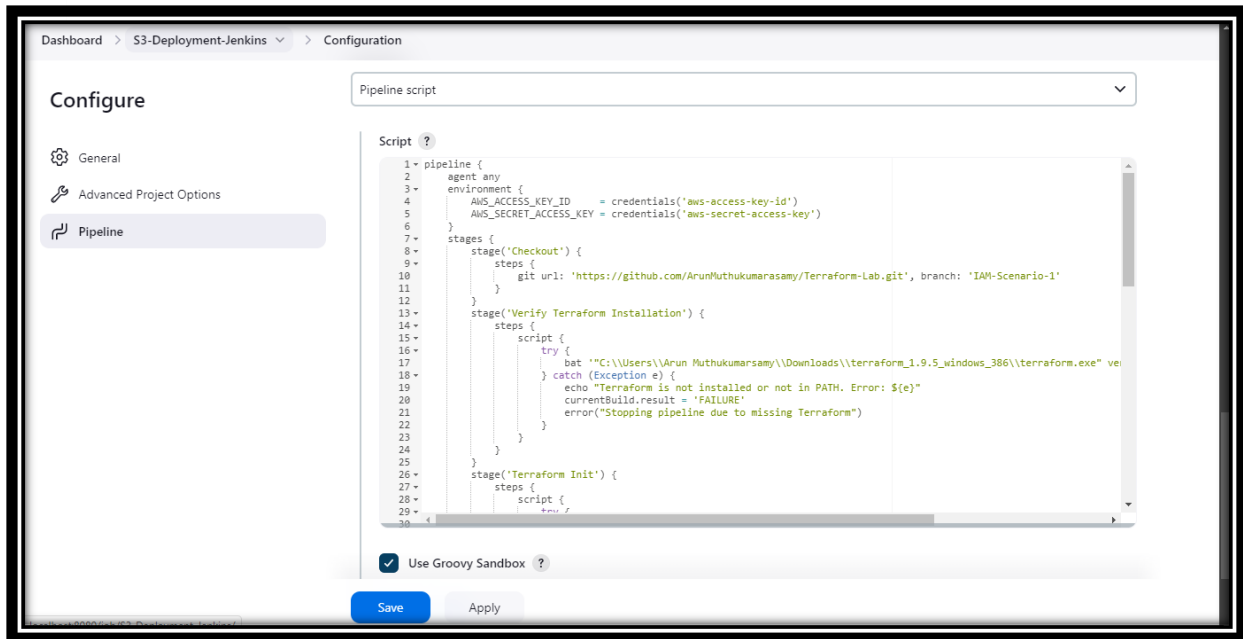 Dashboard > S3-Deployment-Jenkins > Configuration
Configure
General
Advanced Project Options
Pipeline
Pipeline script
Script ?
1 pipeline {
2 agent any
3 environment {
4 AWS_ACCESS_KEY_ID = credentials('aws-access-key-id')
5 AWS_SECRET_ACCESS_KEY = credentials('aws-secret-access-key')
6 }
7 stages {
8 stage('Checkout') {
9 steps {
10 git url: 'https://github.com/ArunMuthukumarasamy/Terraform-Lab.git', branch: 'IAM-Scenario-1'
11 }
12 }
13 stage('Verify Terraform Installation') {
14 steps {
15 script {
16 try {
17 bat '"C:\\Users\\Arun Muthukumarsamy\\Downloads\\terraform_1.9.5_windows_386\\terraform.exe" ver
18 } catch (Exception e) {
19 echo "Terraform is not installed or not in PATH. Error: ${e}"
20 currentBuild.result = 'FAILURE'
21 error("Stopping pipeline due to missing Terraform")
22 }
23 }
24 }
25 }
26 stage('Terraform Init') {
27 steps {
28 script {
29 try {
30
Use Groovy Sandbox ?
Save Apply
localhost:8080/job/S3-Deployment-Jenkins/